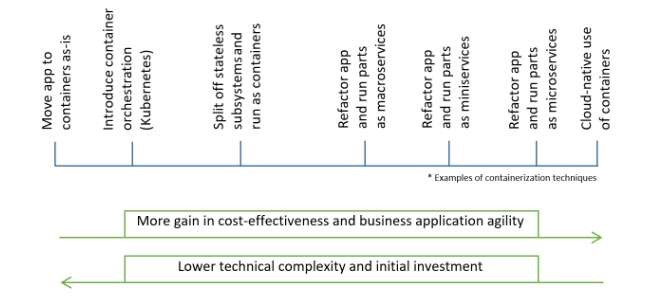 Move app to
containers as-is
Introduce container
orchestration
(Kubernetes)
Split off stateless
subsystems and
run as containers
Refactor app
and run parts
as macroservices
Refactor app
and run parts
as miniservices
Refactor app
and run parts
as microservices
Cloud-native use
of containers
* Examples of containerization techniques
More gain in cost-effectiveness and business application agility
Lower technical complexity and initial investment